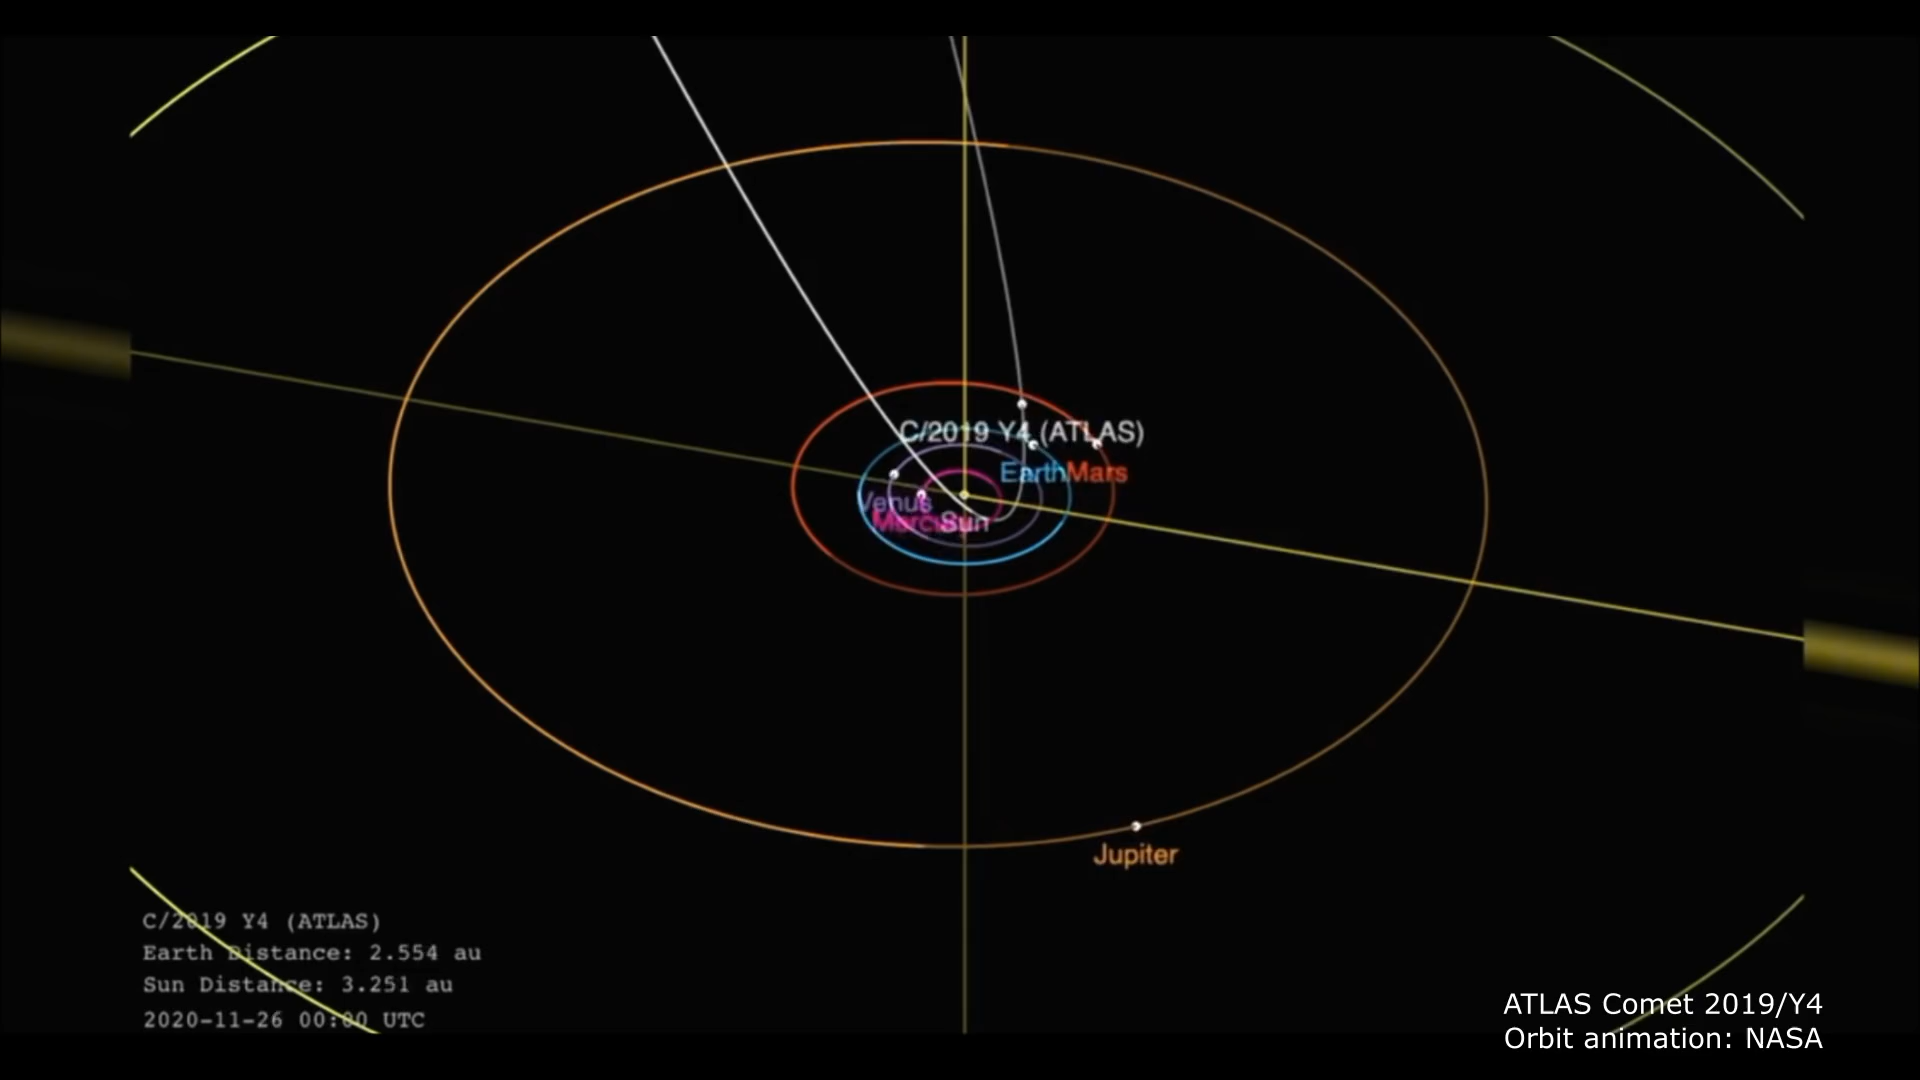 C/2019 Y4 (ATLAS)
Earth Mars
Venus
Mercury Sun
Jupiter
C/2019 Y4 (ATLAS)
Earth Distance: 2.554 au
Sun Distance: 3.251 au
2020-11-26 00:00 UTC
ATLAS Comet 2019/Y4
Orbit animation: NASA